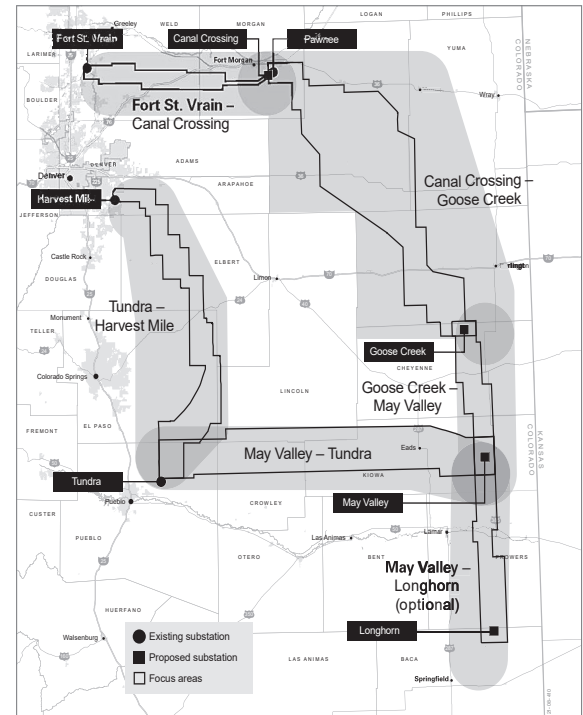 LOGAN
PHILLIPS
Greeley
WELD
MORGAN
Fort St. Vrain
Canal Crossing
Pawnee
LARIMER
Fort Morgan
YUMA
NEBRASKA
COLORADO
Wray
BOULDER
Fort St. Vrain –
Canal Crossing
ADAMS
DENVER
Denver
ARAPAHOE
Canal Crossing –
Goose Creek
Harvest Mile
JEFFERSON
Castle Rock
ELBERT
Limon
DOUGLAS
Tundra –
Harvest Mile
Monument
TELLER
Goose Creek
CHEYENNE
Colorado Springs
LINCOLN
Goose Creek –
May Valley
EL PASO
FREMONT
KANSAS
COLORADO
May Valley – Tundra
Eads
KIOWA
Tundra
Pueblo
CROWLEY
May Valley
CUSTER
PUEBLO
Las Animas
Lamar
OTERO
BENT
PROWERS
May Valley –
Longhorn
(optional)
HUERFANO
Walsenburg
Longhorn
Existing substation
Proposed substation
Focus areas
LAS ANIMAS
BACA
Springfield